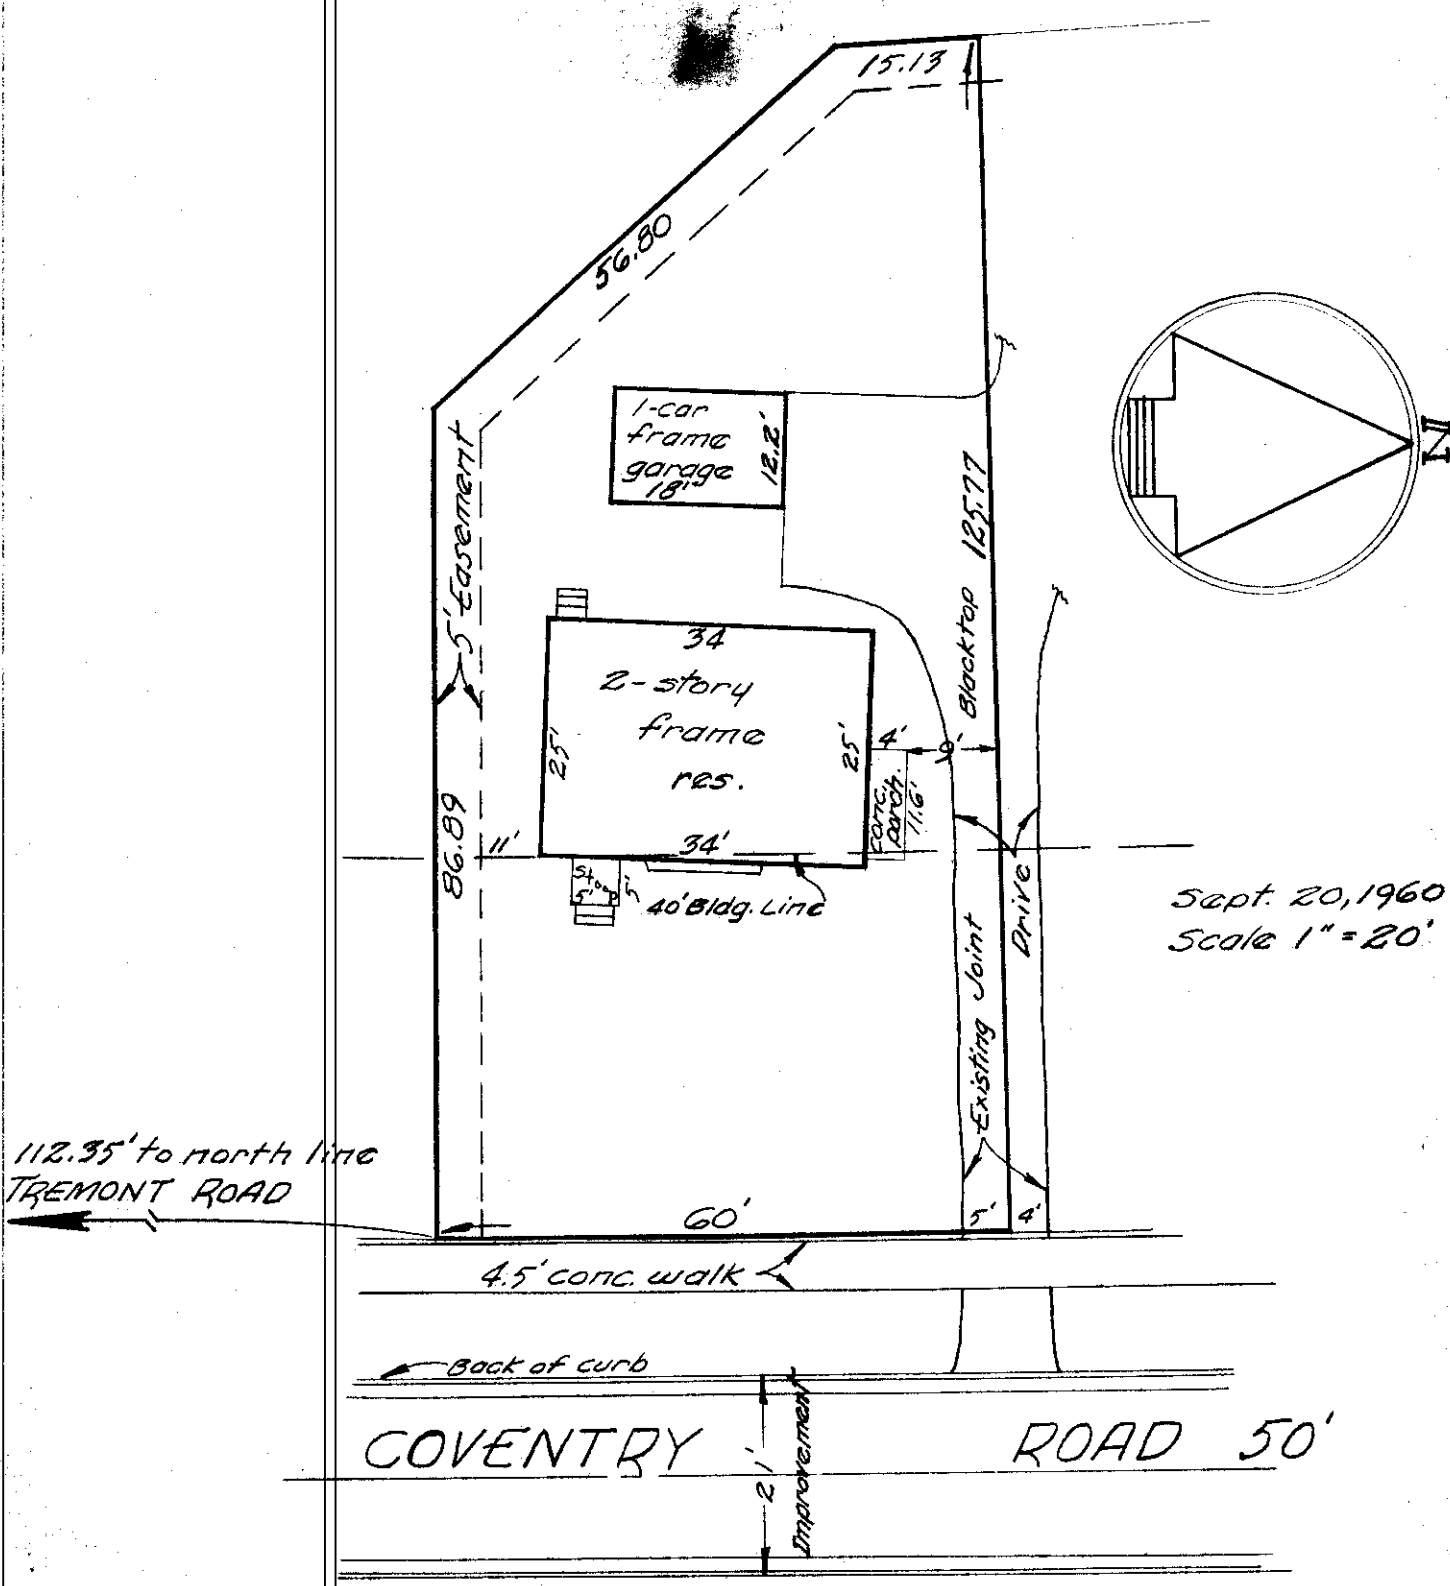 15.13
56.80
1-car
frame
garage
18'
12.2'
N
5' Easement
Blacktop 125.77
34
2-story
frame
res.
25'
25'
4'
9'
conc.
porch.
11.6'
86.89
11'
34'
Stoop
5'
5'
40' Bldg. Line
Drive
Existing Joint
Sept. 20, 1960
Scale 1" = 20'
112.35' to north line
TREMONT ROAD
60'
5'
4'
4.5' conc. walk
Back of curb
COVENTRY ROAD 50'
21'
Improvement